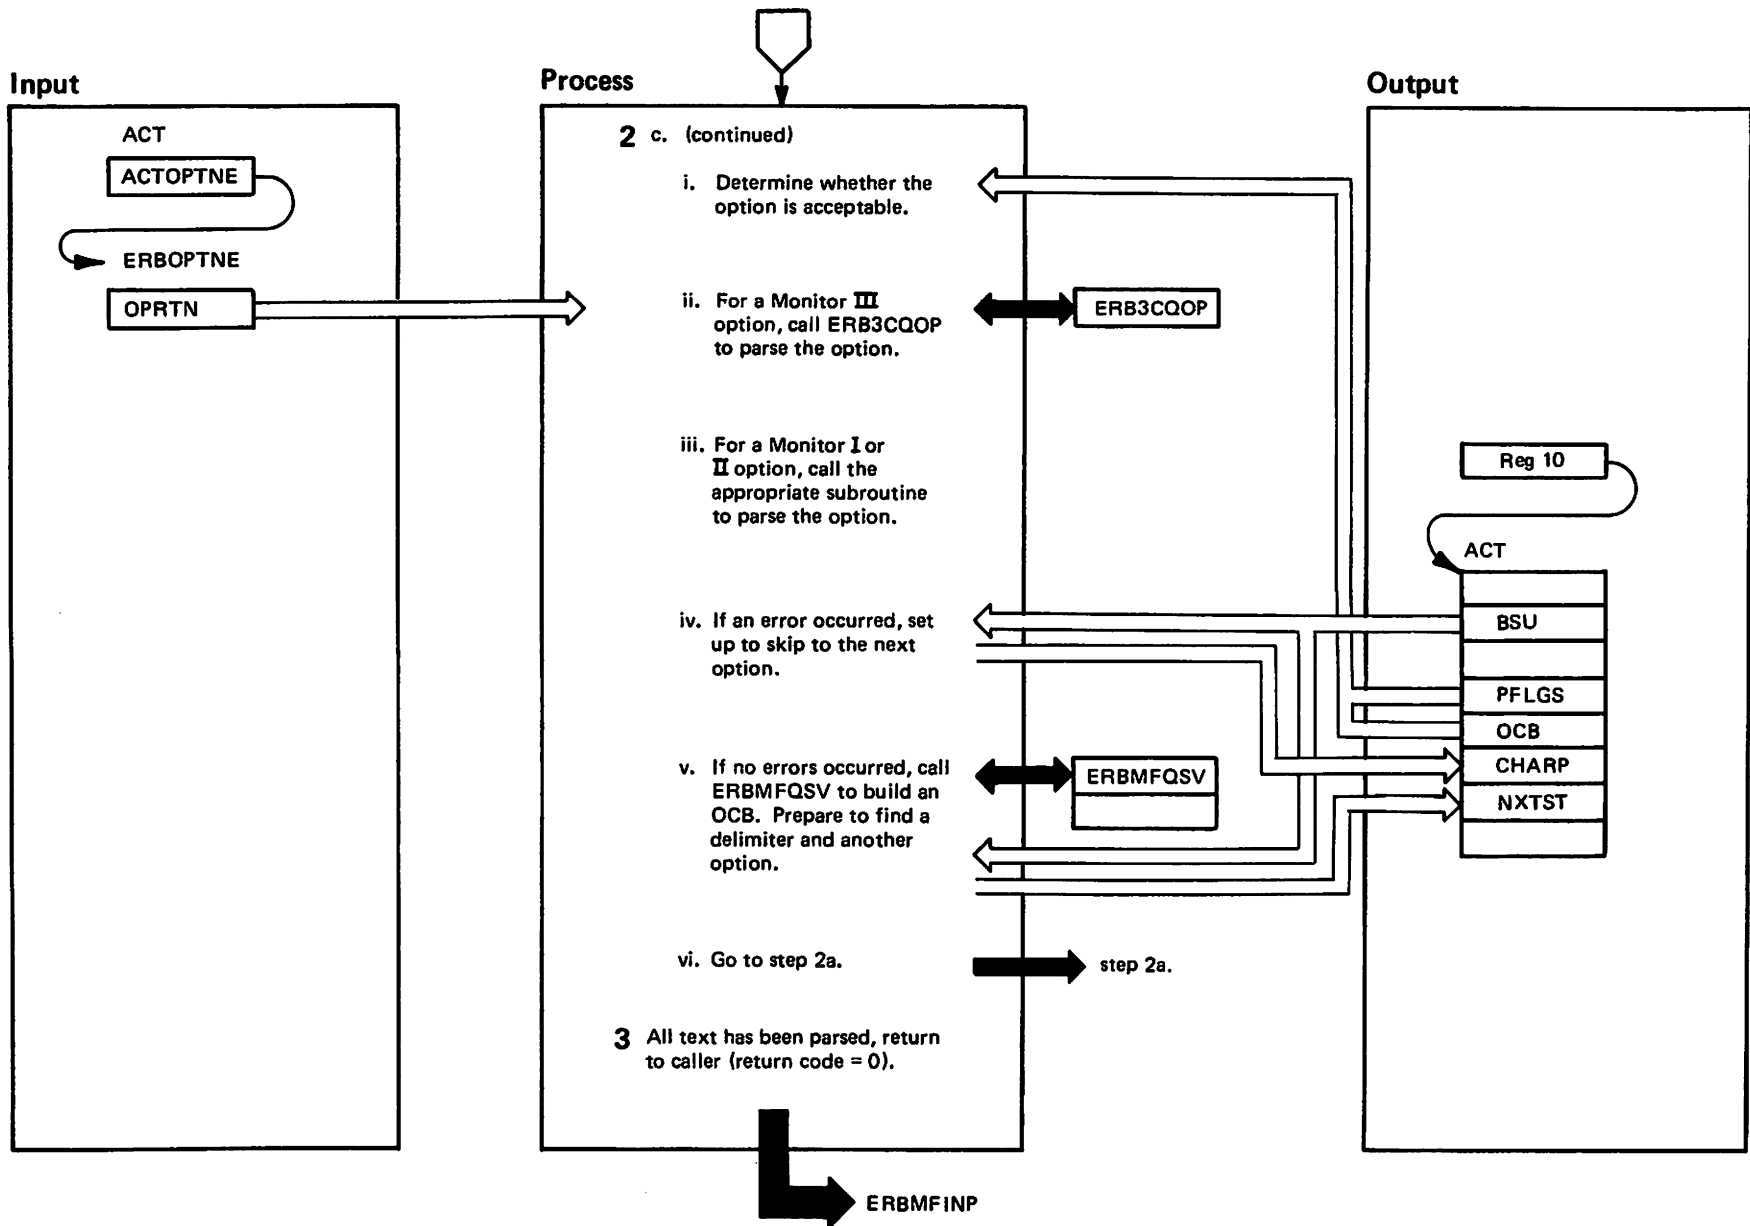 Input
ACT
ACTOPTNE
ERBOPTNE
OPRTN
Process
2 c. (continued)
i. Determine whether the
option is acceptable.
ii. For a Monitor III
option, call ERB3CQOP
to parse the option.
ERB3CQOP
iii. For a Monitor I or
II option, call the
appropriate subroutine
to parse the option.
iv. If an error occurred, set
up to skip to the next
option.
v. If no errors occurred, call
ERBMFQSV to build an
OCB. Prepare to find a
delimiter and another
option.
ERBMFQSV
vi. Go to step 2a.
step 2a.
3 All text has been parsed, return
to caller (return code = 0).
ERBMFINP
Output
Reg 10
ACT
BSU
PFLGS
OCB
CHARP
NXTST